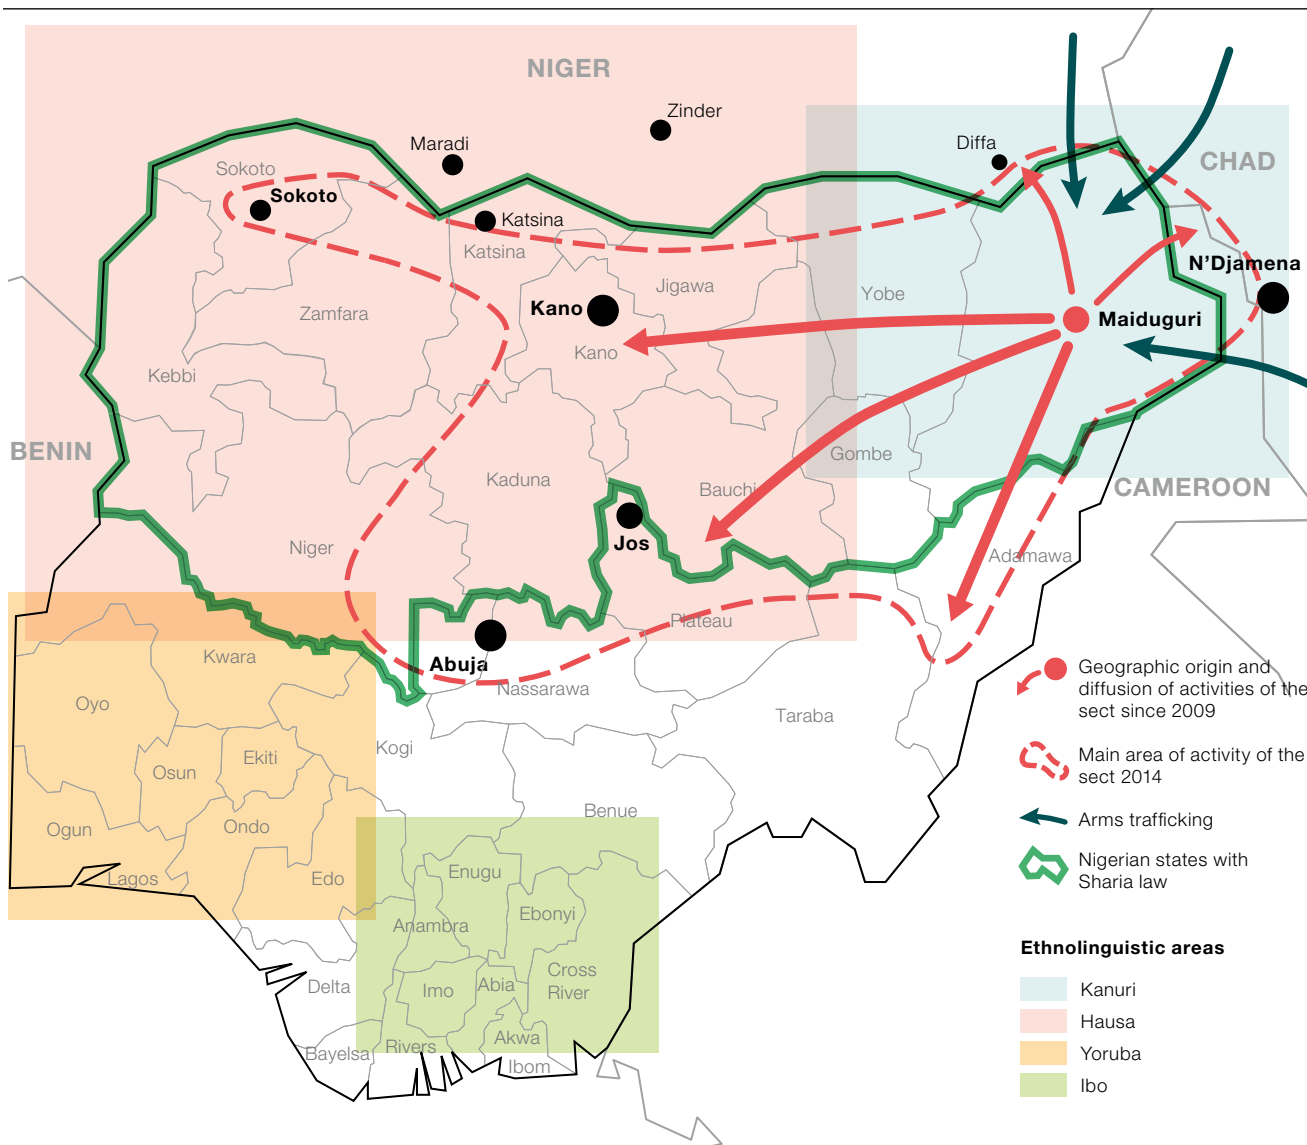 NIGER
Zinder
Maradi
Diffa
CHAD
Sokoto
Sokoto
Katsina
Katsina
N'Djamena
Jigawa
Yobe
Kano
Zamfara
Maiduguri
Kano
Kebbi
BENIN
Gombe
Kaduna
Bauchi
CAMEROON
Jos
Niger
Adamawa
Plateau
Kwara
Abuja
Nassarawa
Oyo
Taraba
Kogi
Ekiti
Osun
Benue
Ogun
Ondo
Enugu
Lagos
Edo
Ebonyi
Anambra
Cross
River
Delta
Imo
Abia
Akwa
Ibom
Rivers
Bayelsa
Geographic origin and
diffusion of activities of the
sect since 2009
Main area of activity of the
sect 2014
Arms trafficking
Nigerian states with
Sharia law
Ethnolinguistic areas
Kanuri
Hausa
Yoruba
Ibo